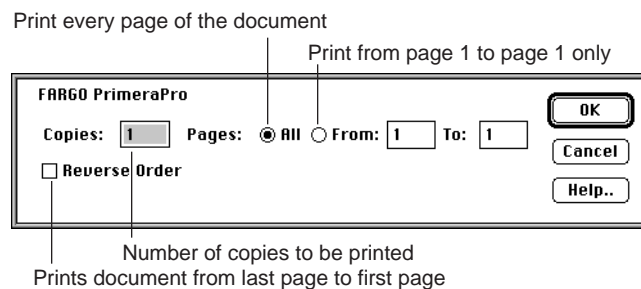 Print every page of the document
Print from page 1 to page 1 only
FARGO PrimeraPro
Copies: 1 Pages: All From: 1 To: 1
OK
Cancel
Reverse Order
Help..
Number of copies to be printed
Prints document from last page to first page